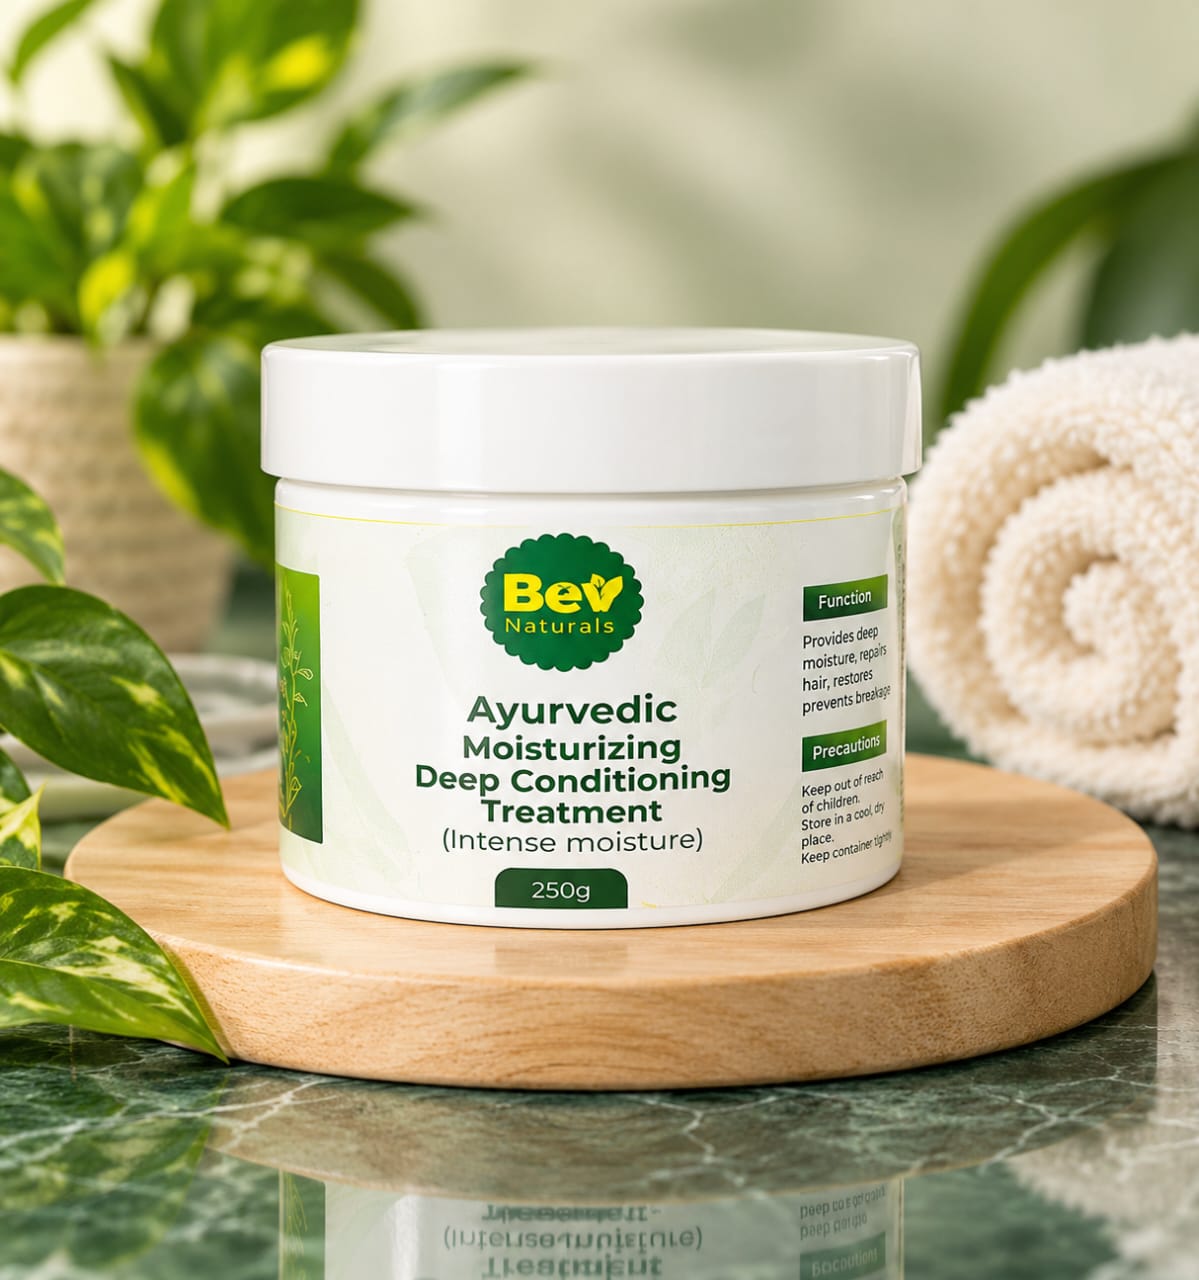 Bev
Naturals
Ayurvedic
Moisturizing
Deep Conditioning
Treatment
(Intense moisture)
250g
Function
Provides deep
moisture, repairs
hair, restores
prevents breakage
Precautions
Keep out of reach
of children.
Store in a cool, dry
place.
Keep container tightly